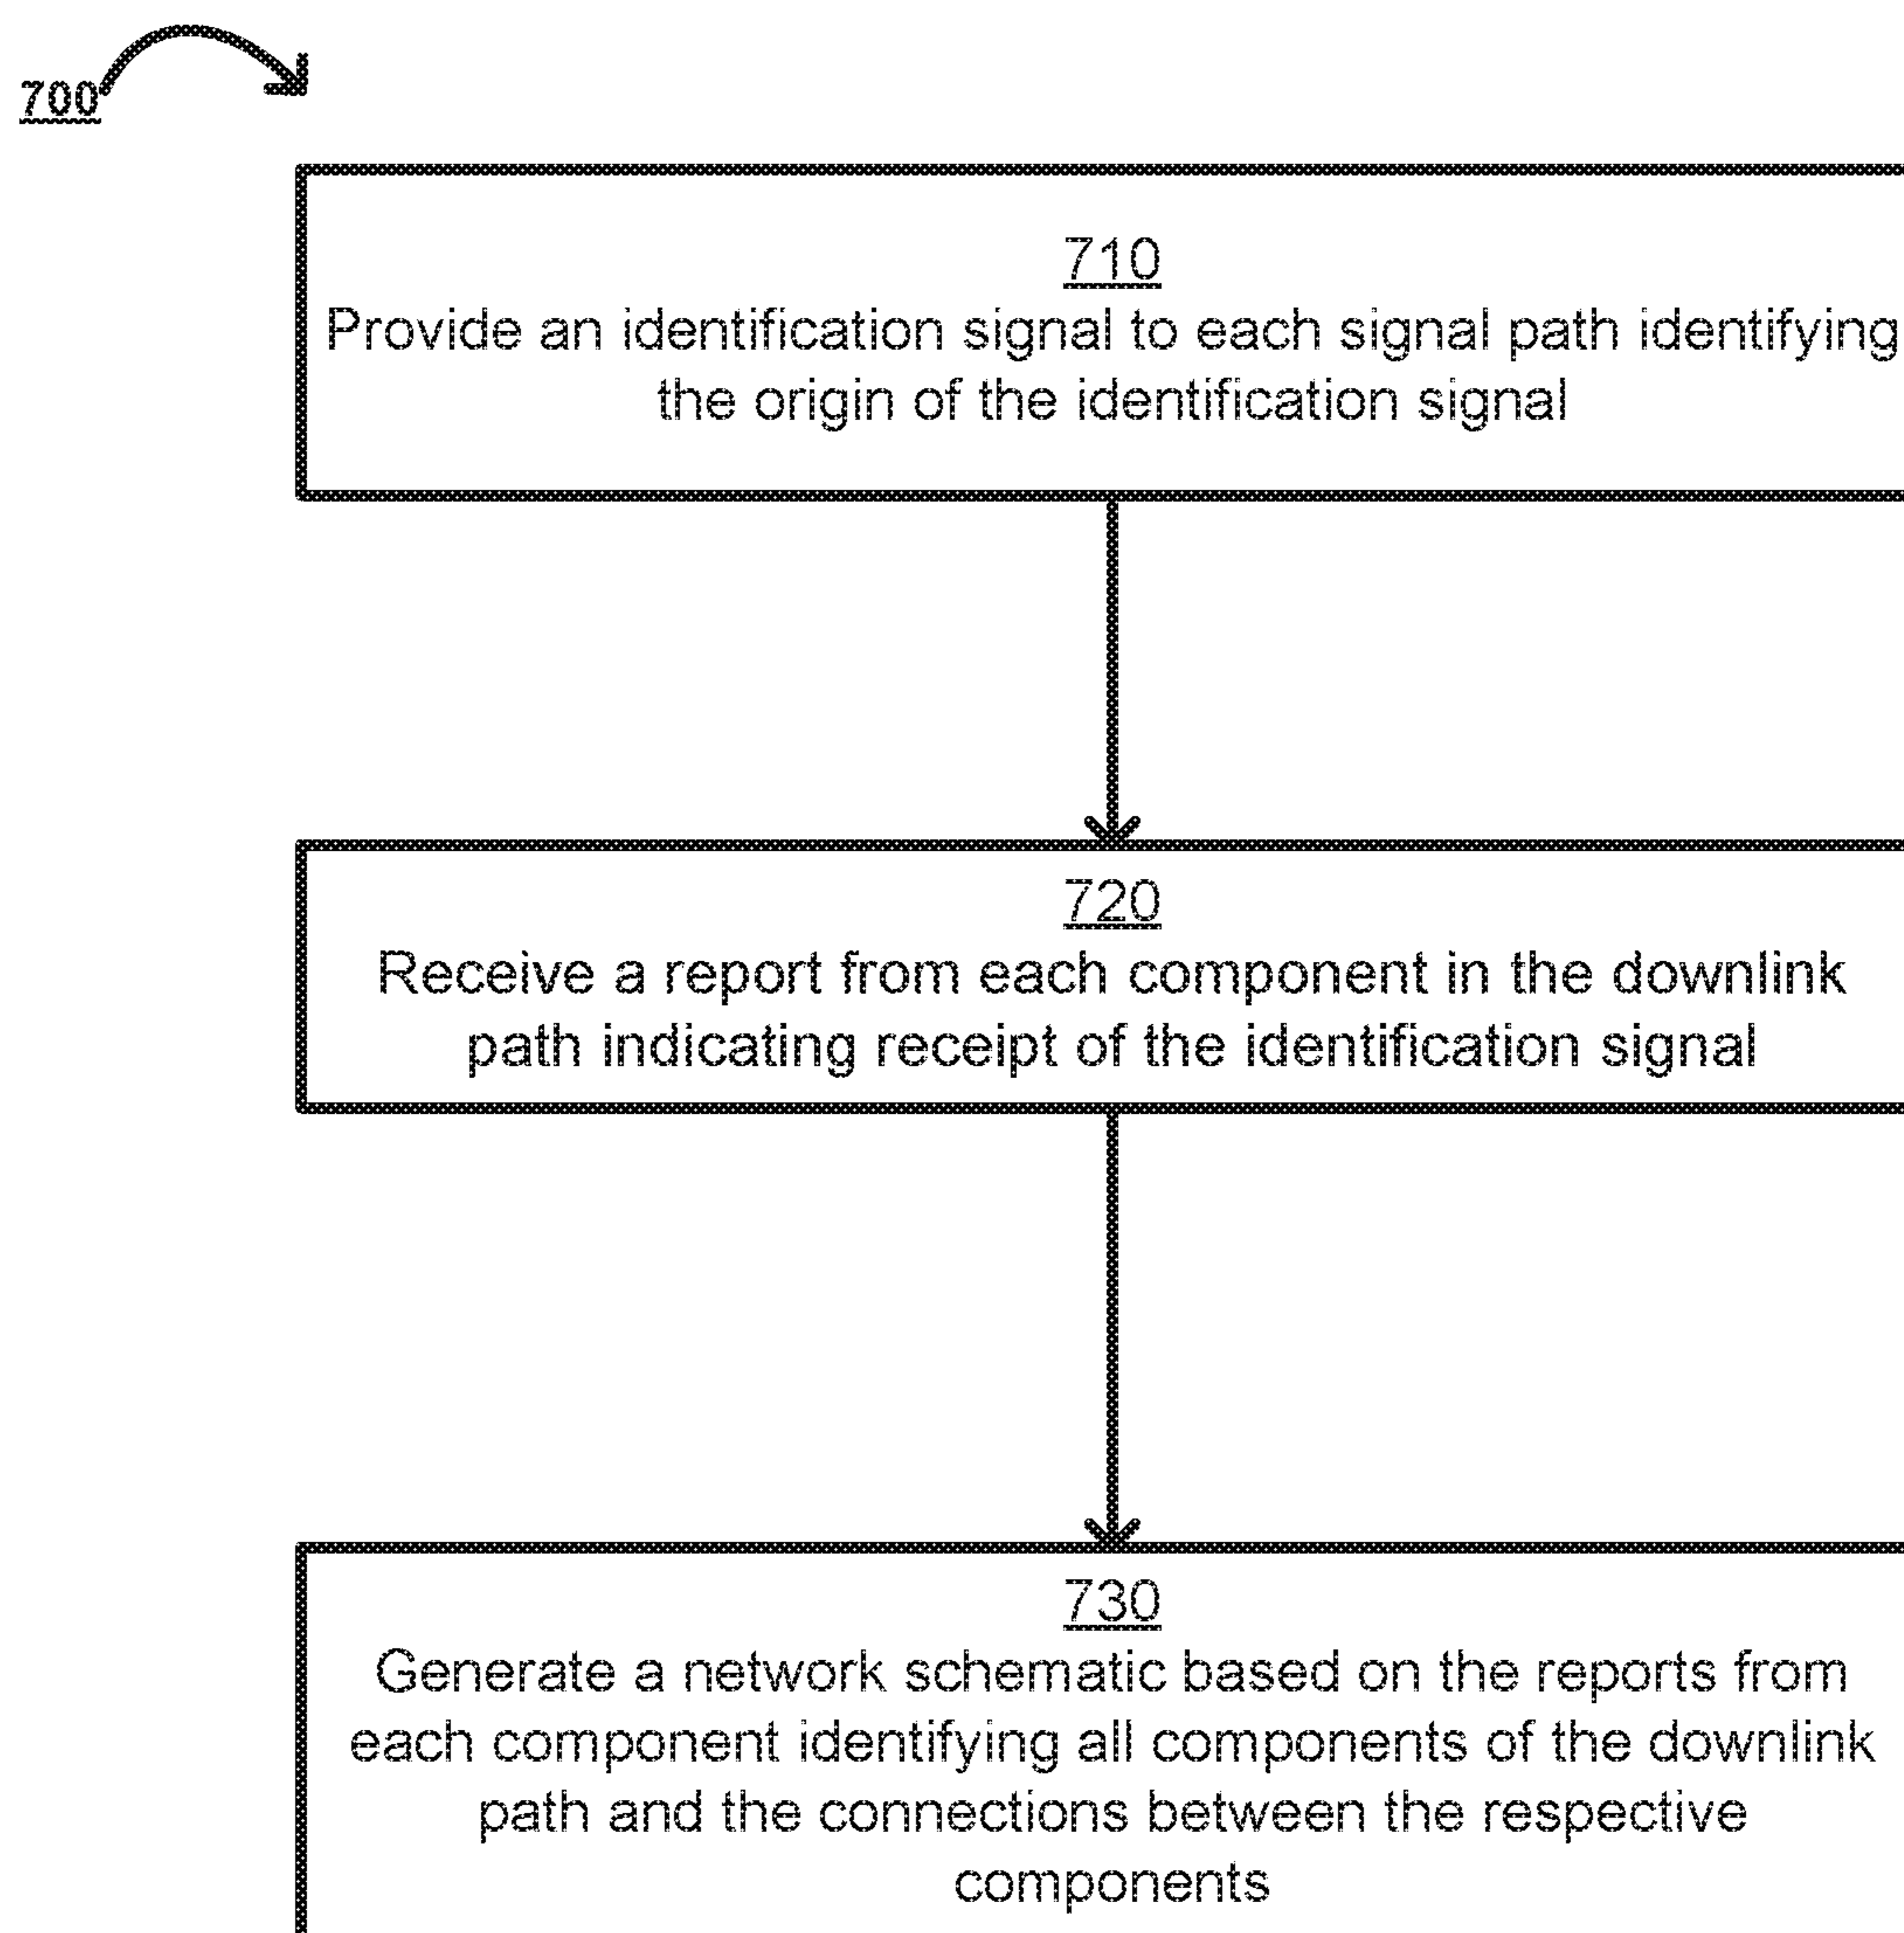 700
710
Provide an identification signal to each signal path identifying
the origin of the identification signal
720
Receive a report from each component in the downlink
path indicating receipt of the identification signal
730
Generate a network schematic based on the reports from
each component identifying all components of the downlink
path and the connections between the respective
components